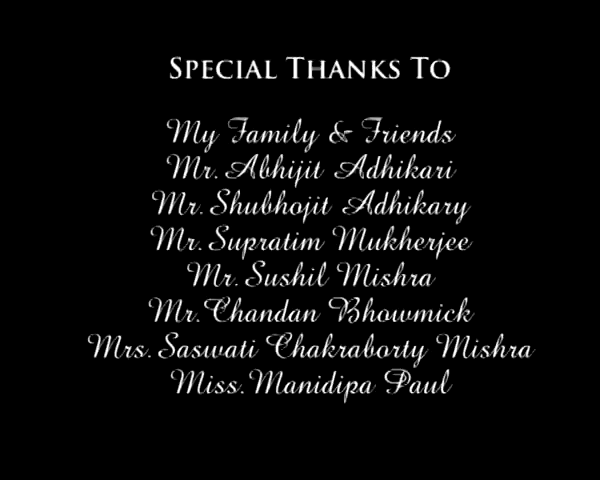 SPECIAL THANKS TO
My Family & Friends
Mr. Abhijit Adhikari
Mr. Shubhojit Adhikary
Mr. Supratim Mukherjee
Mr. Sushil Mishra
Mr. Chandan Bhowmick
Mrs. Saswati Chakraborty Mishra
Miss. Manidipa Paul